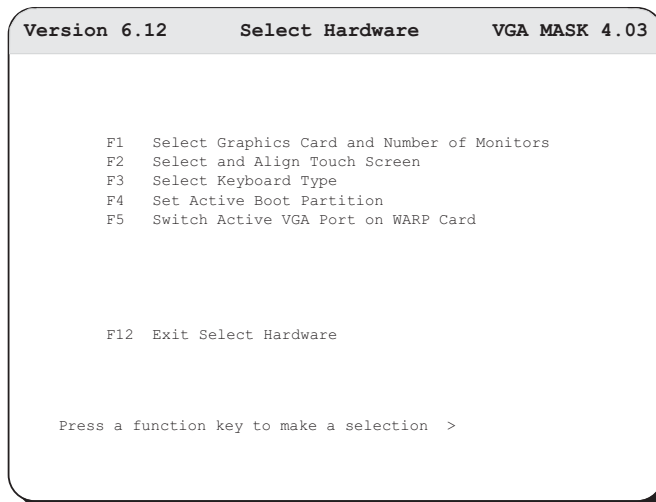 Version 6.12 Select Hardware VGA MASK 4.03
F1 Select Graphics Card and Number of Monitors
F2 Select and Align Touch Screen
F3 Select Keyboard Type
F4 Set Active Boot Partition
F5 Switch Active VGA Port on WARP Card
F12 Exit Select Hardware
Press a function key to make a selection >